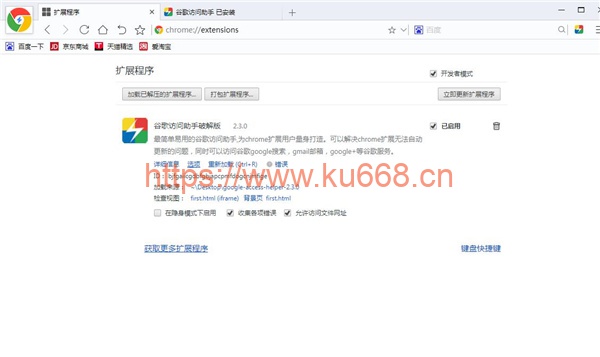 扩展程序
谷歌访问助手 已安装
chrome://extensions
百度
百度一下 京东商城 天猫精选 爱淘宝
扩展程序
开发者模式
加载已解压的扩展程序... 打包扩展程序... 立即更新扩展程序
谷歌访问助手破解版 2.3.0 已启用
最简单易用的谷歌访问助手,为chrome扩展用户量身打造。可以解决chrome扩展无法自
动更新的问题，同时可以访问谷歌google搜索，gmail邮箱，google+等谷歌服务。
详细信息 选项 重新加载 (Ctrl+R) 错误
https://www.ku668.cn
ID：
加载来源： ~\Desktop\google-access-helper-2.3.0
检查视图： first.html (iframe) 背景页 first.html
在隐身模式下启用 收集各项错误 允许访问文件网址
获取更多扩展程序 键盘快捷键